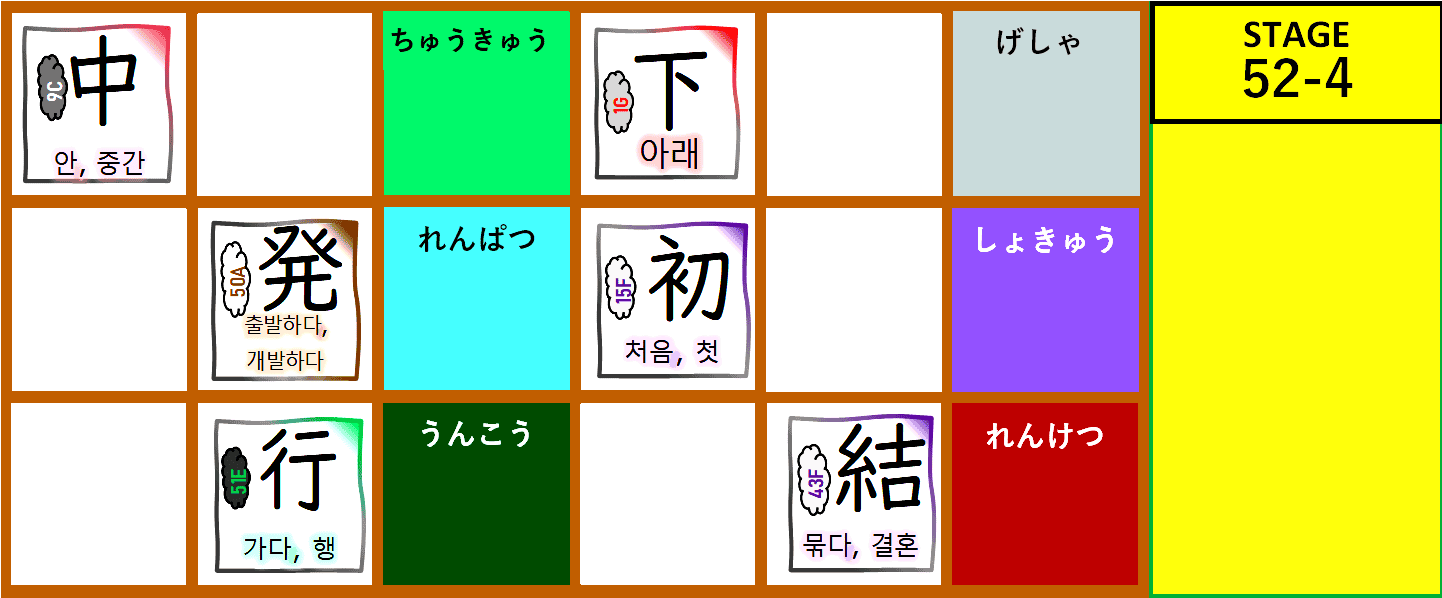 9C
中
안, 중간
ちゅうきゅう
1G
下
아래
げしゃ
STAGE
52-4
50A
発
출발하다,
개발하다
れんぱつ
15F
初
처음, 첫
しょきゅう
51E
行
가다, 행
うんこう
43F
結
묶다, 결혼
れんけつ